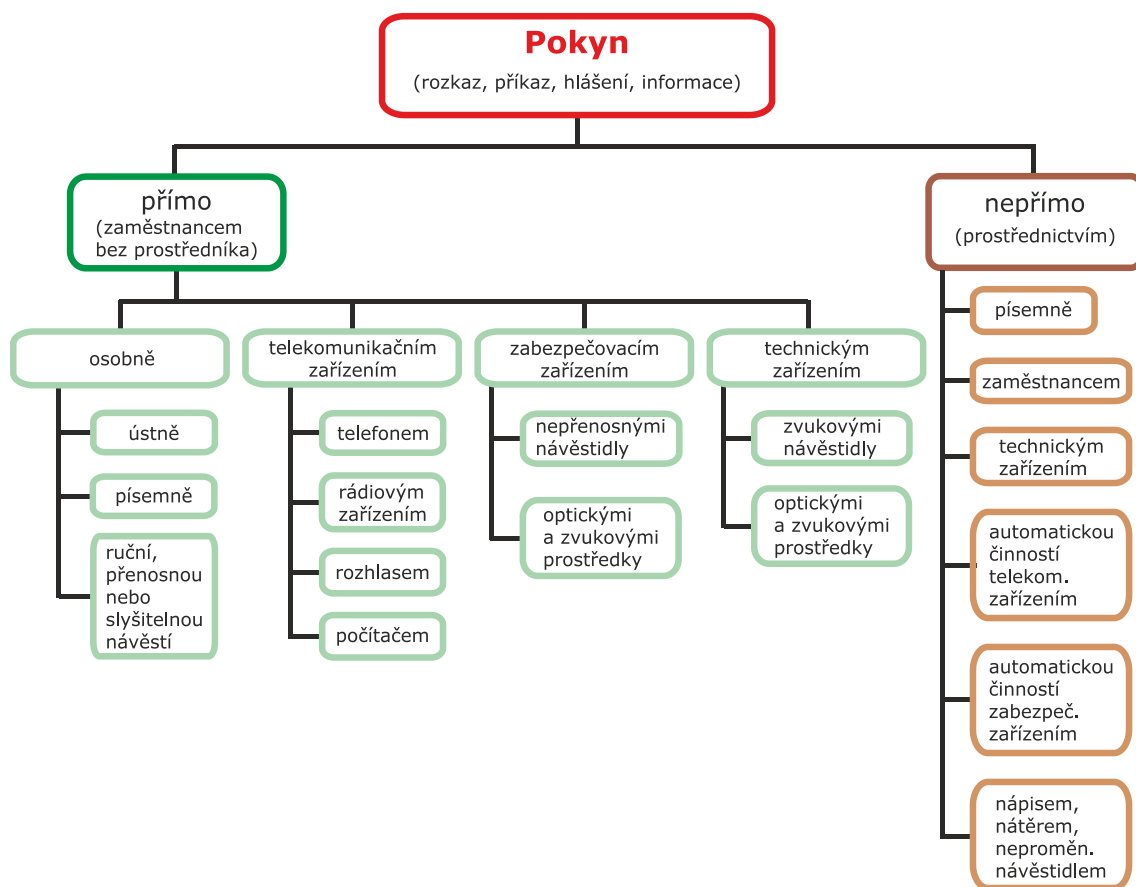 Pokyn
(rozkaz, příkaz, hlášení, informace)
přímo
(zaměstnancem
bez prostředníka)
nepřímo
(prostřednictvím)
osobně
ústně
písemně
ruční,
přenosnou
nebo
slyšitelnou
návěstí
telekomunikačním
zařízením
telefonem
rádiovým
zařízením
rozhlasem
počítačem
zabezpečovacím
zařízením
nepřenosnými
návěstidly
optickými
a zvukovými
prostředky
technickým
zařízením
zvukovými
návěstidly
optickými
a zvukovými
prostředky
písemně
zaměstnancem
technickým
zařízením
automatickou
činností
telekom.
zařízením
automatickou
činností
zabezpeč.
zařízením
nápisem,
nátěrem,
neproměn.
návěstidlem